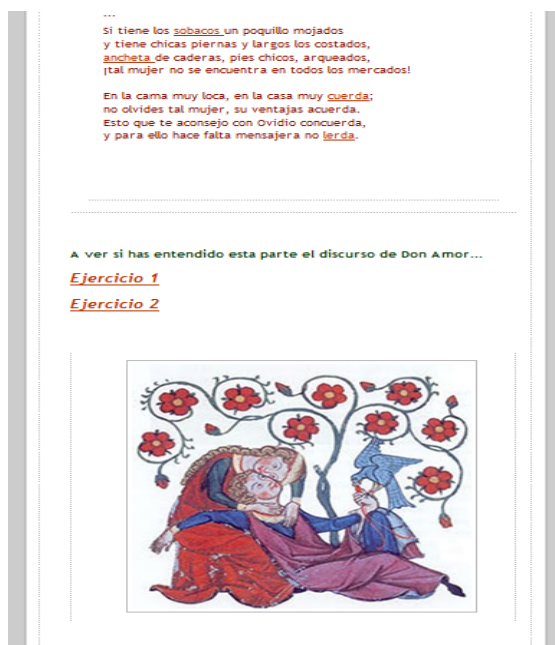 ...
Si tiene los sobacos un poquillo mojados
y tiene chicas piernas y largos los costados,
ancheta de caderas, pies chicos, arqueados,
¡tal mujer no se encuentra en todos los mercados!
En la cama muy loca, en la casa muy cuerda;
no olvides tal mujer, su ventajas acuerda.
Esto que te aconsejo con Ovidio concuerda,
y para ello hace falta mensajera no lerda.
A ver si has entendido esta parte el discurso de Don Amor...
Ejercicio 1
Ejercicio 2